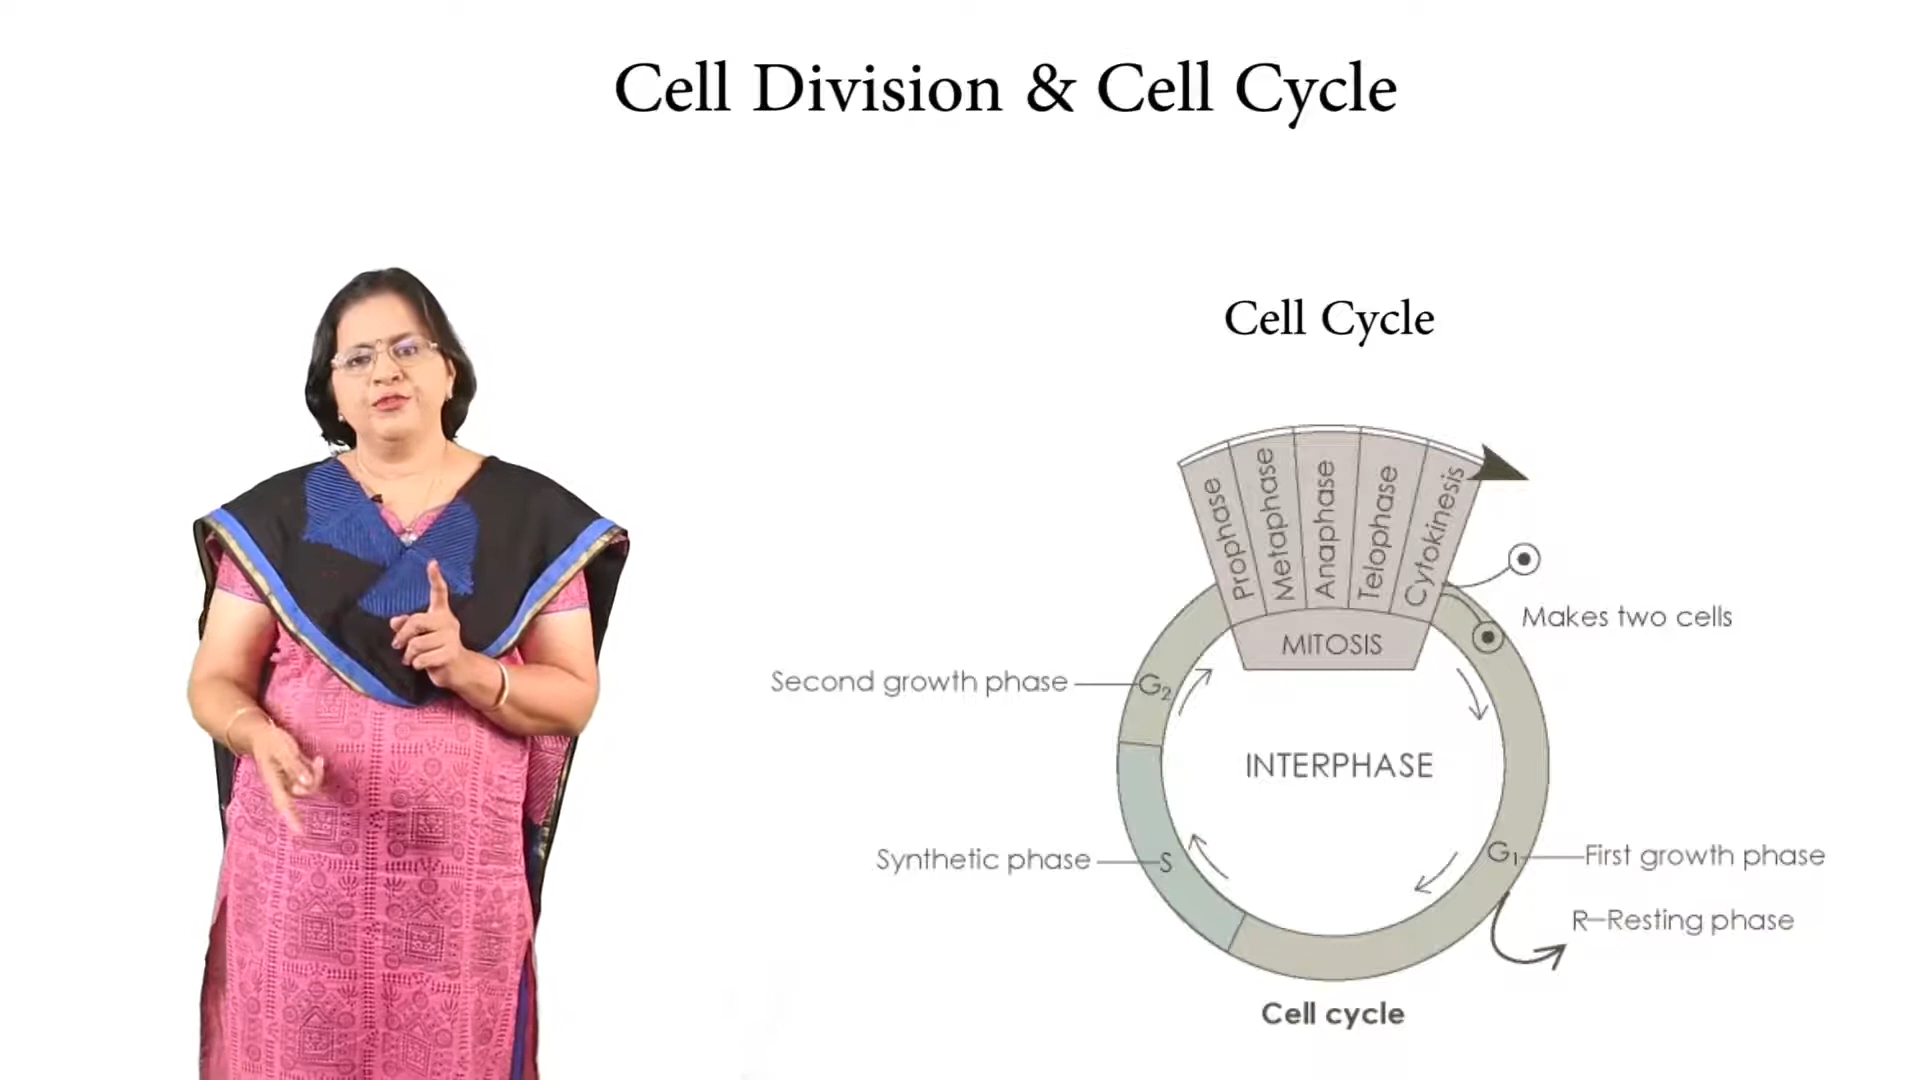 Cell Division & Cell Cycle
Cell Cycle
Prophase
Metaphase
Anaphase
Telophase
Cytokinesis
MITOSIS
Makes two cells
Second growth phase
G₂
INTERPHASE
Synthetic phase
S
G₁
First growth phase
R–Resting phase
Cell cycle